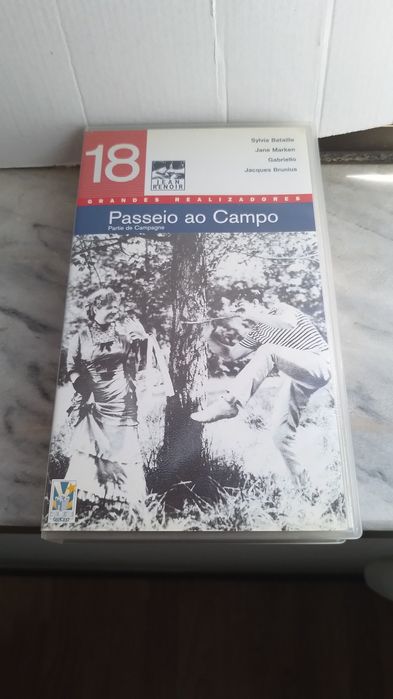 18
JEAN
RENOIR
Sylvia Bataille
Jane Marken
Gabriello
Jacques Brunius
GRANDES REALIZADORES
Passeio ao Campo
Partie de Campagne